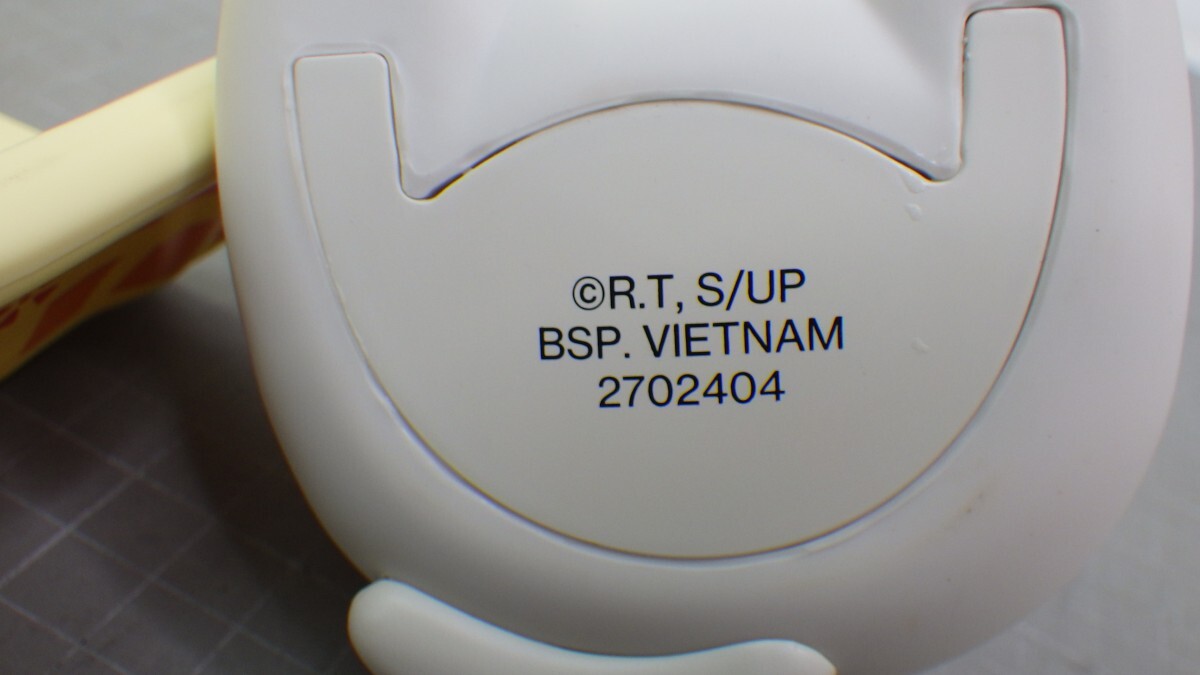 ©R.T, S/UP
BSP. VIETNAM
2702404